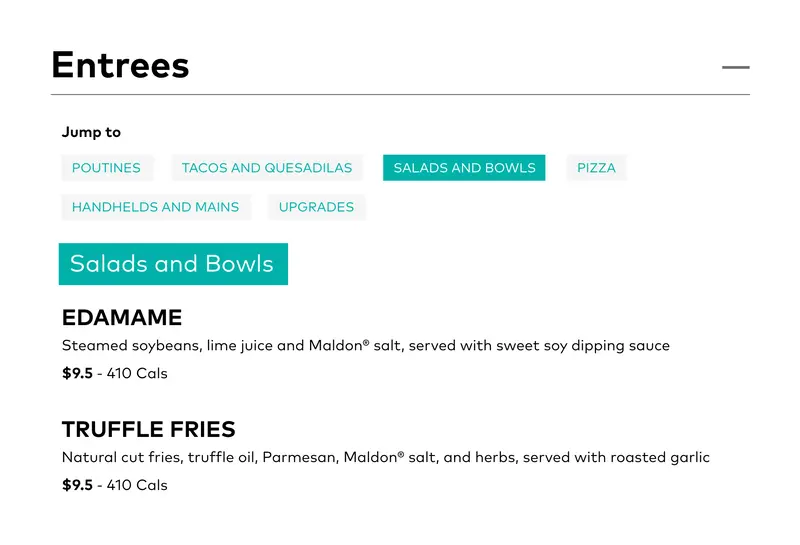 Entrees
Jump to
POUTINES TACOS AND QUESADILAS SALADS AND BOWLS PIZZA
HANDHELDS AND MAINS UPGRADES
Salads and Bowls
EDAMAME
Steamed soybeans, lime juice and Maldon® salt, served with sweet soy dipping sauce
$9.5 - 410 Cals
TRUFFLE FRIES
Natural cut fries, truffle oil, Parmesan, Maldon® salt, and herbs, served with roasted garlic
$9.5 - 410 Cals